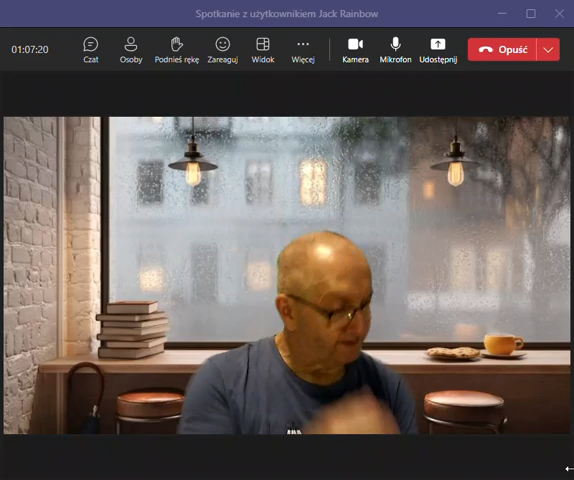 Spotkanie z użytkownikiem Jack Rainbow
01:07:20
Czat Osoby Podnieś rękę Zareaguj Widok Więcej Kamera Mikrofon Udostępnij Opuść